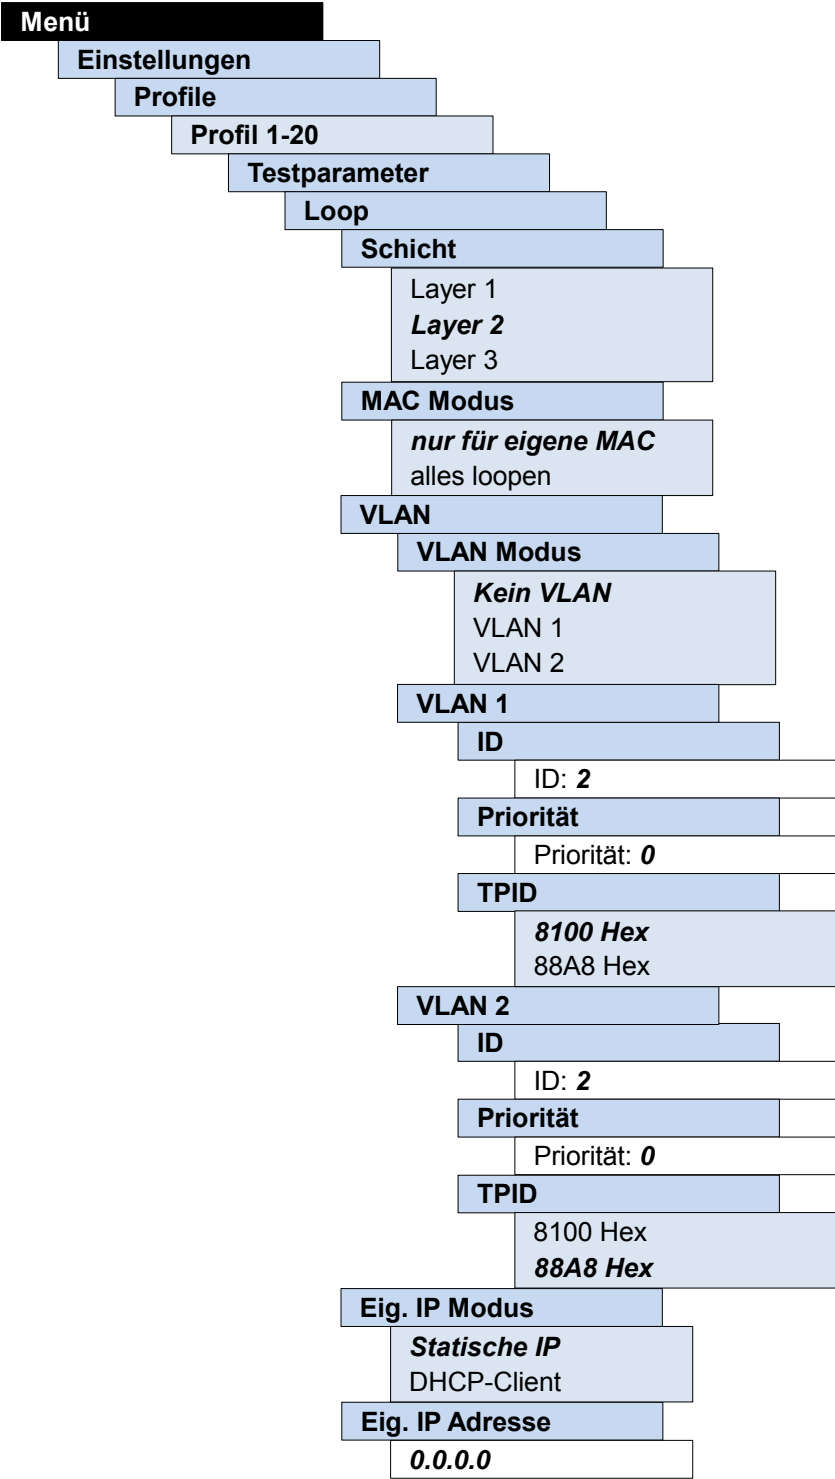 Menü
Einstellungen
Profile
Profil 1-20
Testparameter
Loop
Schicht
Layer 1
Layer 2
Layer 3
MAC Modus
nur für eigene MAC
alles loopen
VLAN
VLAN Modus
Kein VLAN
VLAN 1
VLAN 2
VLAN 1
ID
ID: 2
Priorität
Priorität: 0
TPID
8100 Hex
88A8 Hex
VLAN 2
ID
ID: 2
Priorität
Priorität: 0
TPID
8100 Hex
88A8 Hex
Eig. IP Modus
Statische IP
DHCP-Client
Eig. IP Adresse
0.0.0.0